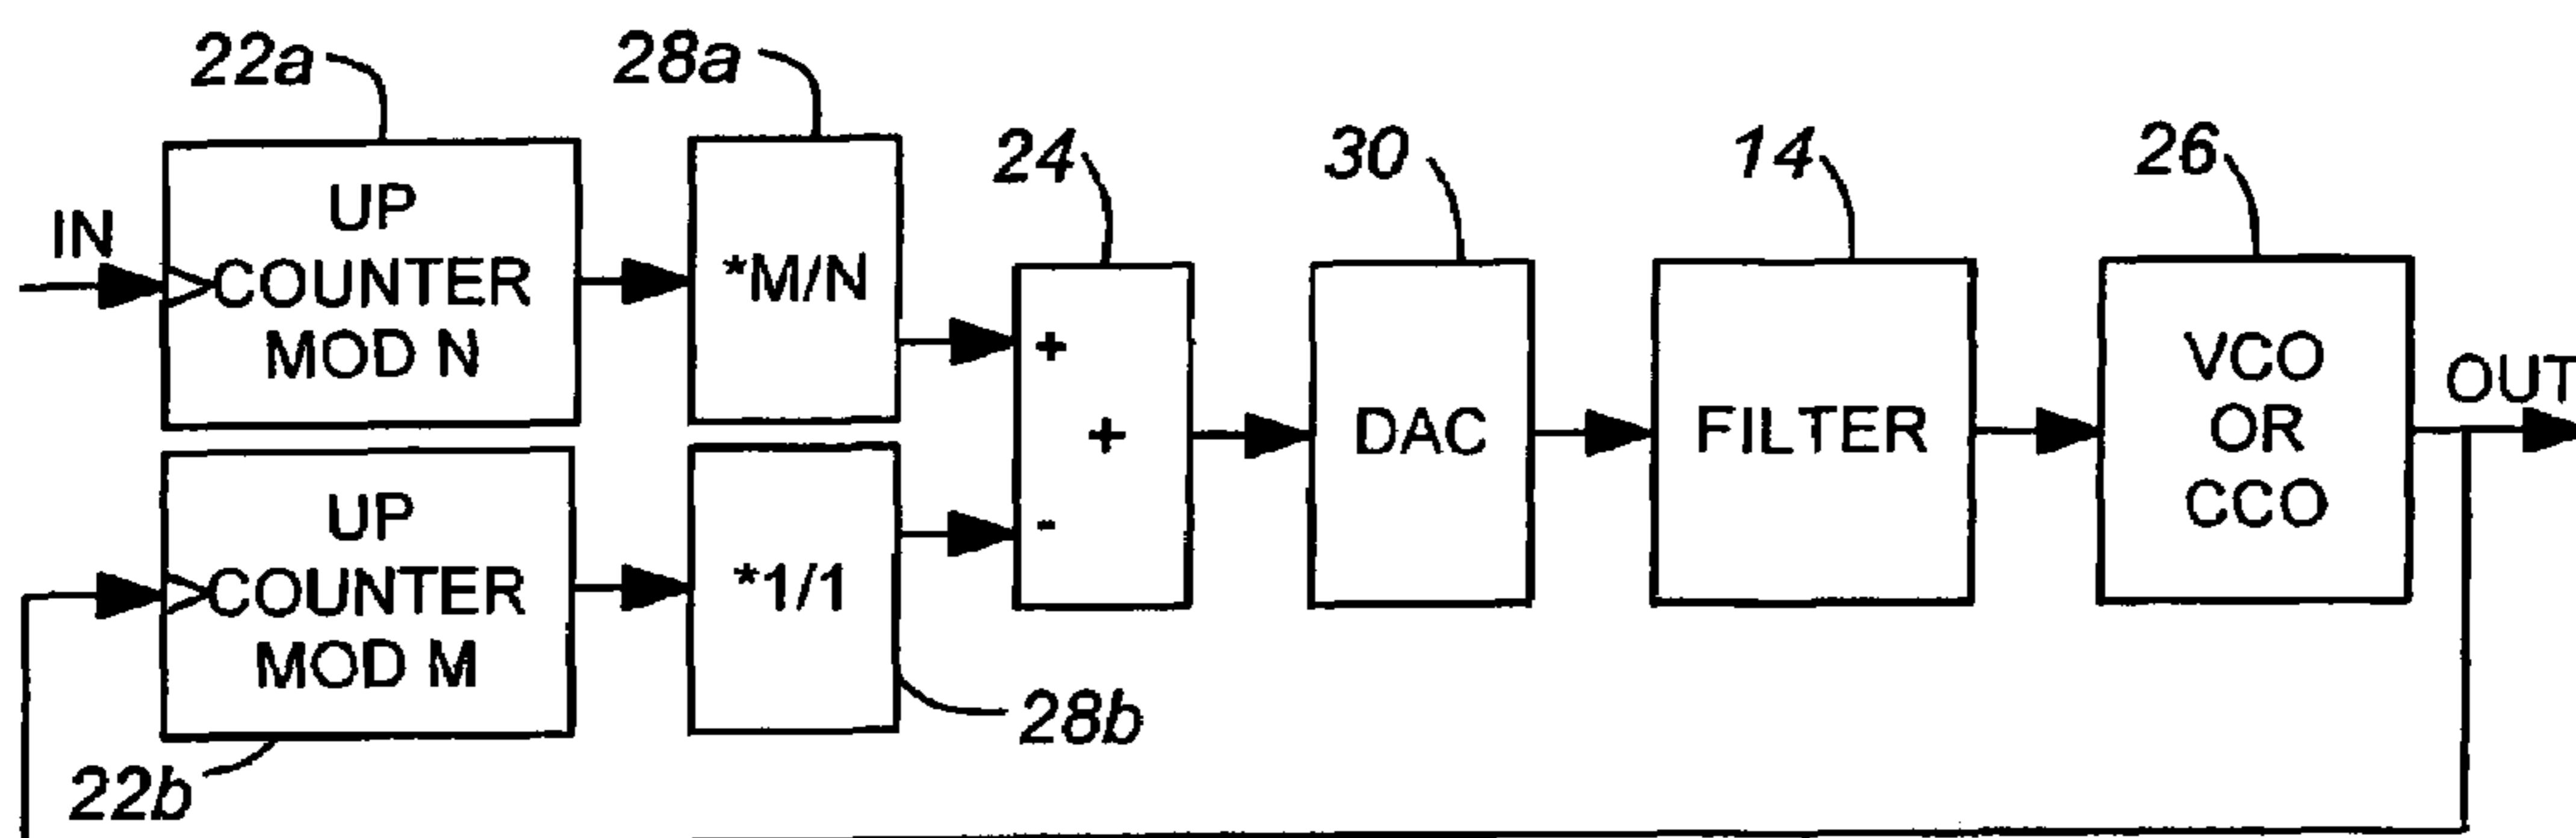 22a
28a
24
30
14
26
IN
UP
COUNTER
MOD N
*M/N
+
+
-
DAC
FILTER
VCO
OR
CCO
OUT
UP
COUNTER
MOD M
*1/1
22b
28b